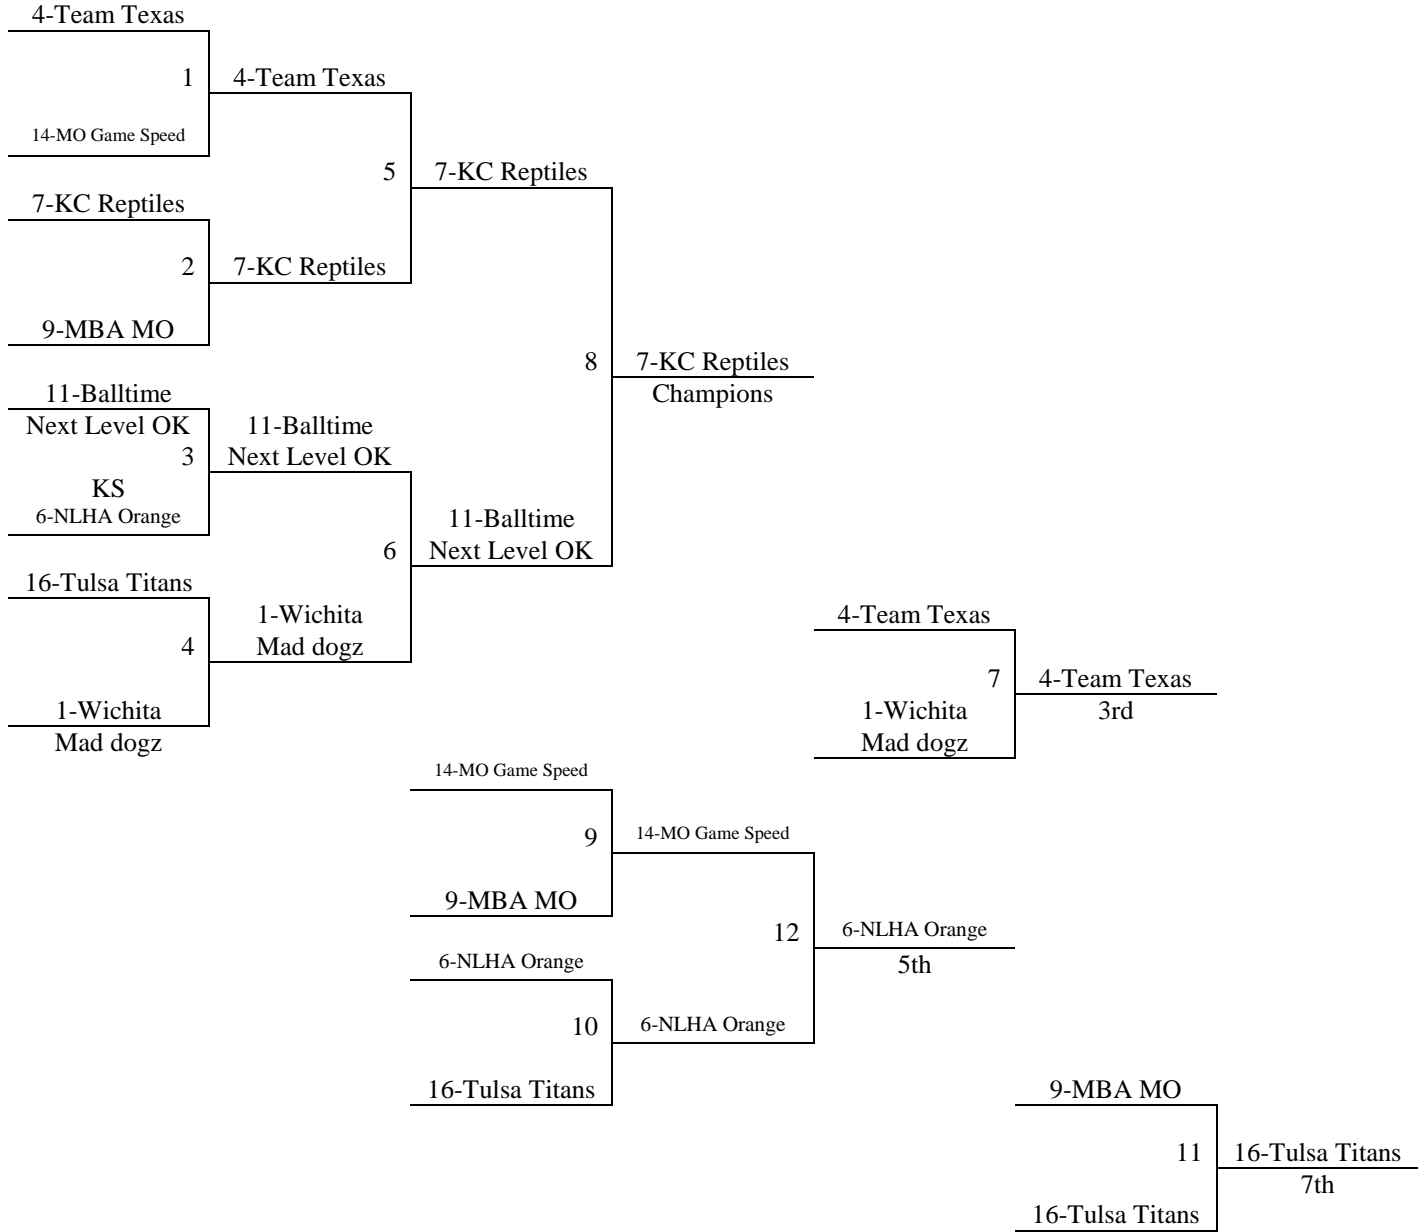 4-Team Texas
1
4-Team Texas
14-MO Game Speed
5
7-KC Reptiles
7-KC Reptiles
2
7-KC Reptiles
9-MBA MO
8
7-KC Reptiles
Champions
11-Balltime
Next Level OK
3
11-Balltime
Next Level OK
KS
6-NLHA Orange
6
11-Balltime
Next Level OK
16-Tulsa Titans
4
1-Wichita
Mad dogz
1-Wichita
Mad dogz
4-Team Texas
7
4-Team Texas
3rd
1-Wichita
Mad dogz
14-MO Game Speed
9
14-MO Game Speed
9-MBA MO
12
6-NLHA Orange
5th
6-NLHA Orange
10
6-NLHA Orange
16-Tulsa Titans
9-MBA MO
11
16-Tulsa Titans
7th
16-Tulsa Titans